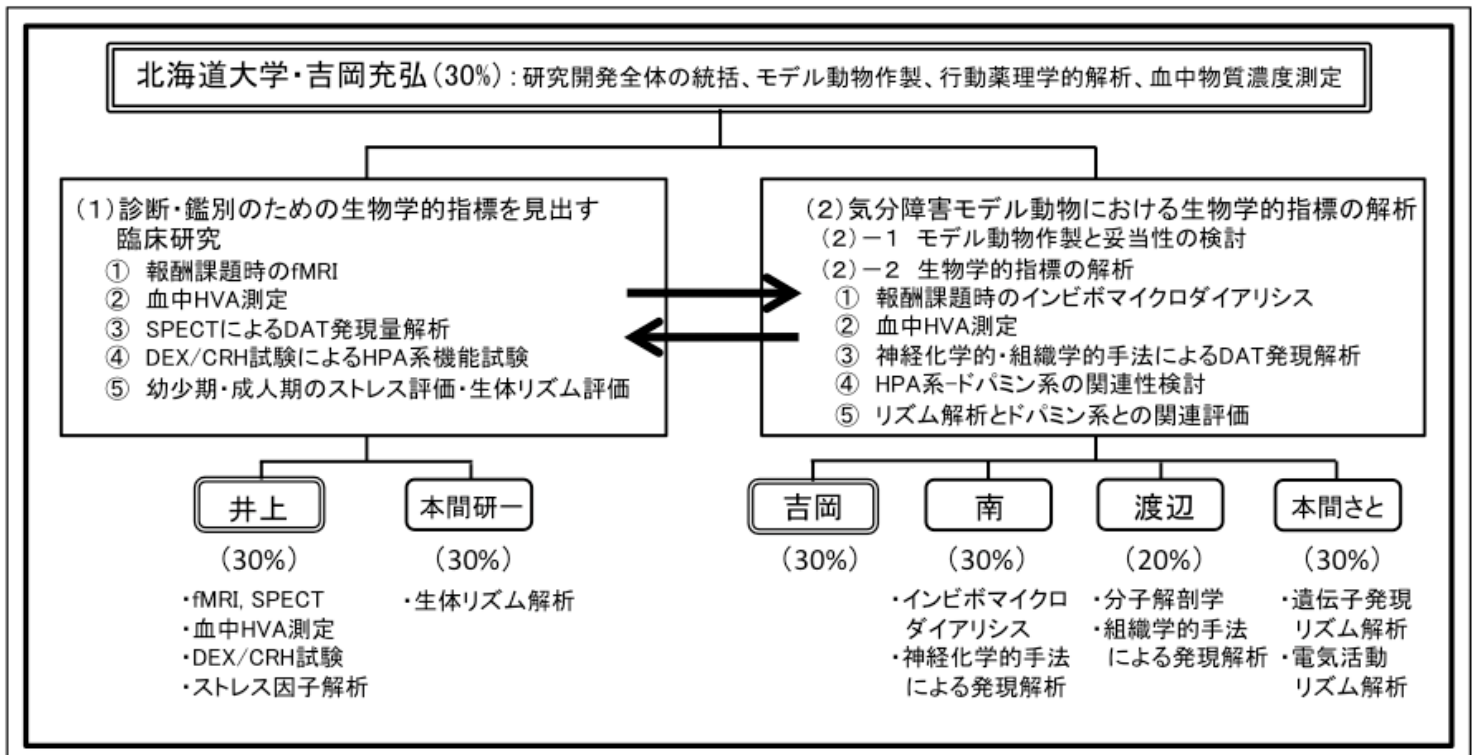 北海道大学・吉岡充弘(30%):研究開発全体の統括、モデル動物作製、行動薬理学的解析、血中物質濃度測定
(1)診断・鑑別のための生物学的指標を見出す
臨床研究
① 報酬課題時のfMRI
② 血中HVA測定
③ SPECTによるDAT発現量解析
④ DEX/CRH試験によるHPA系機能試験
⑤ 幼少期・成人期のストレス評価・生体リズム評価
(2)気分障害モデル動物における生物学的指標の解析
(2)-1 モデル動物作製と妥当性の検討
(2)-2 生物学的指標の解析
① 報酬課題時のインビボマイクロダイアリシス
② 血中HVA測定
③ 神経化学的・組織学的手法によるDAT発現解析
④ HPA系-ドパミン系の関連性検討
⑤ リズム解析とドパミン系との関連評価
井上
(30%)
・fMRI, SPECT
・血中HVA測定
・DEX/CRH試験
・ストレス因子解析
本間研一
(30%)
・生体リズム解析
吉岡
(30%)
南
(30%)
・インビボマイクロ
ダイアリシス
・神経化学的手法
による発現解析
渡辺
(20%)
・分子解剖学
・組織学的手法
による発現解析
本間さと
(30%)
・遺伝子発現
リズム解析
・電気活動
リズム解析